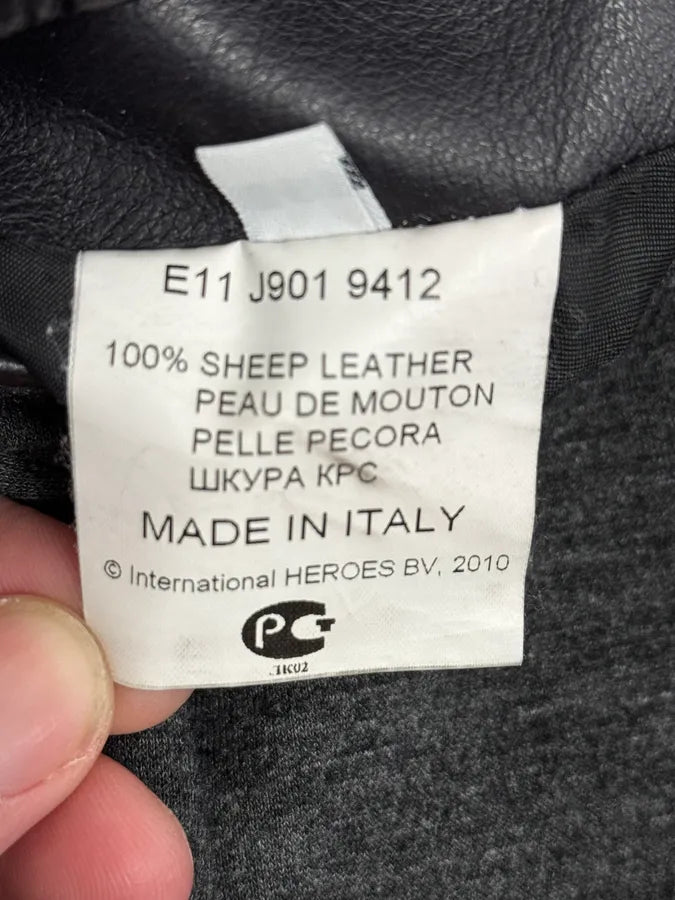 E11 J901 9412
100% SHEEP LEATHER
PEAU DE MOUTON
PELLE PECORA
ШКУРА КРС
MADE IN ITALY
© International HEROES BV, 2010
РСТ